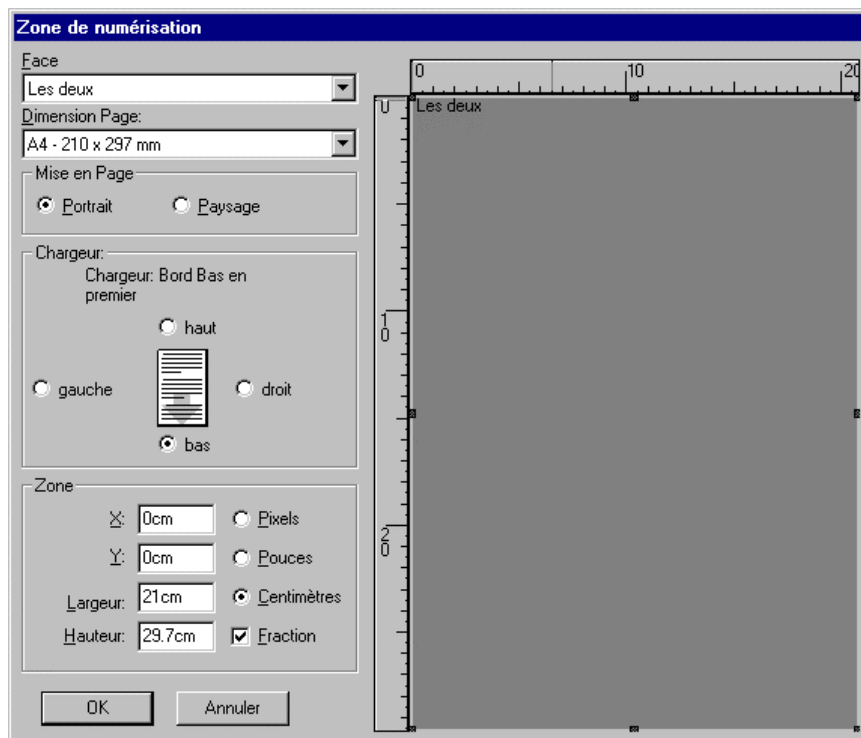 Zone de numérisation
Face
Les deux
Dimension Page:
A4 - 210 x 297 mm
Mise en Page
Portrait Paysage
Chargeur:
Chargeur: Bord Bas en
premier
haut
gauche droit
bas
Zone
X: 0cm Pixels
Y: 0cm Pouces
Largeur: 21cm Centimètres
Hauteur: 29.7cm Fraction
OK Annuler
0 10 20
0
Les deux
10
20